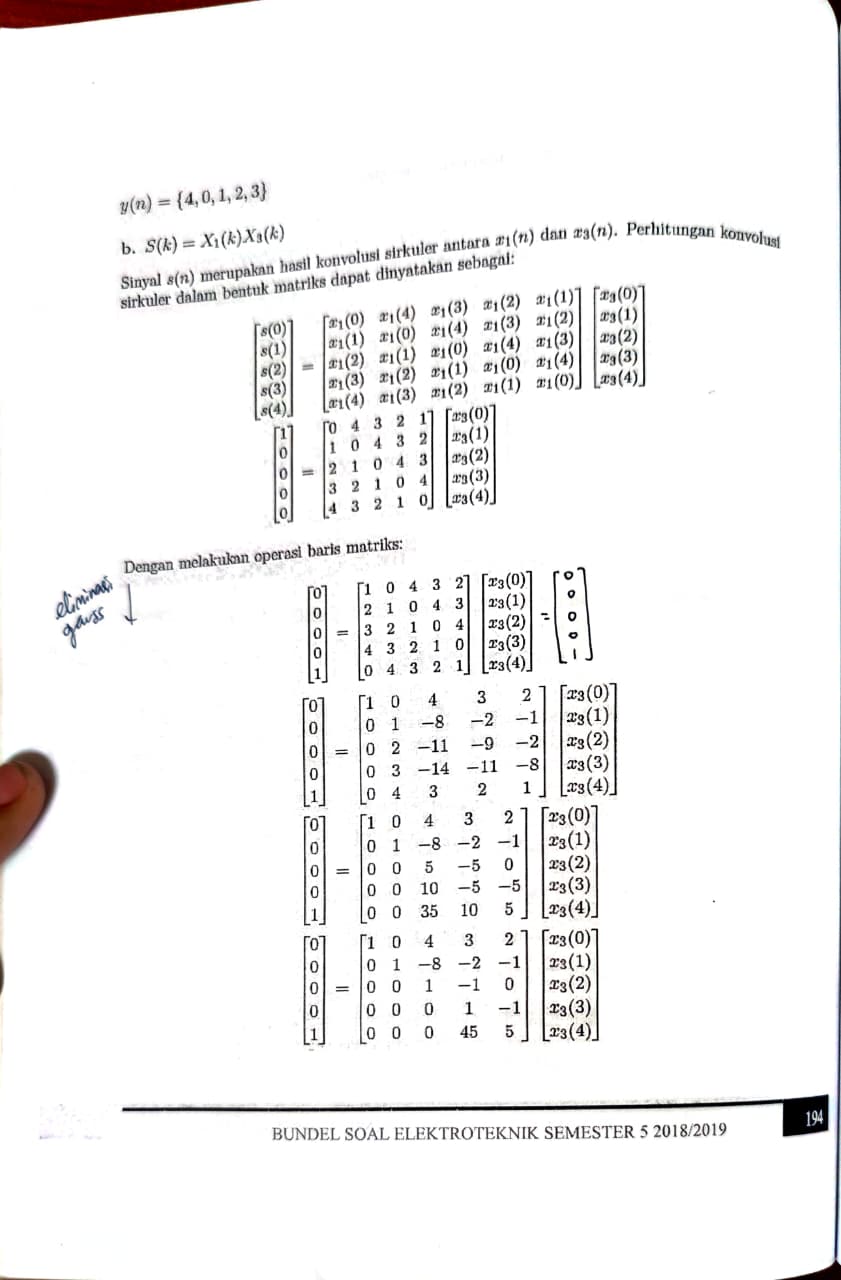 y(n) = {4, 0, 1, 2, 3}
b. S(k) = X₁(k).X₃(k)
Sinyal s(n) merupakan hasil konvolusi sirkuler antara x₁(n) dan x₃(n). Perhitungan konvolusi
sirkuler dalam bentuk matriks dapat dinyatakan sebagai:
[s(0)] [x₁(0) x₁(4) x₁(3) x₁(2) x₁(1)] [x₃(0)]
[s(1)] [x₁(1) x₁(0) x₁(4) x₁(3) x₁(2)] [x₃(1)]
[s(2)] = [x₁(2) x₁(1) x₁(0) x₁(4) x₁(3)] [x₃(2)]
[s(3)] [x₁(3) x₁(2) x₁(1) x₁(0) x₁(4)] [x₃(3)]
[s(4)] [x₁(4) x₁(3) x₁(2) x₁(1) x₁(0)] [x₃(4)]
[1] [0 4 3 2 1] [x₃(0)]
[0] [1 0 4 3 2] [x₃(1)]
[0] = [2 1 0 4 3] [x₃(2)]
[0] [3 2 1 0 4] [x₃(3)]
[0] [4 3 2 1 0] [x₃(4)]
Dengan melakukan operasi baris matriks:
eliminasi
gauss ↓
[0] [1 0 4 3 2] [x₃(0)] [0]
[0] [2 1 0 4 3] [x₃(1)] [0]
[0] = [3 2 1 0 4] [x₃(2)] = [0]
[0] [4 3 2 1 0] [x₃(3)] [0]
[1] [0 4 3 2 1] [x₃(4)] [1]
[0] [1 0 4 3 2] [x₃(0)]
[0] [0 1 −8 −2 −1] [x₃(1)]
[0] = [0 2 −11 −9 −2] [x₃(2)]
[0] [0 3 −14 −11 −8] [x₃(3)]
[1] [0 4 3 2 1] [x₃(4)]
[0] [1 0 4 3 2] [x₃(0)]
[0] [0 1 −8 −2 −1] [x₃(1)]
[0] = [0 0 5 −5 0] [x₃(2)]
[0] [0 0 10 −5 −5] [x₃(3)]
[1] [0 0 35 10 5] [x₃(4)]
[0] [1 0 4 3 2] [x₃(0)]
[0] [0 1 −8 −2 −1] [x₃(1)]
[0] = [0 0 1 −1 0] [x₃(2)]
[0] [0 0 0 1 −1] [x₃(3)]
[1] [0 0 0 45 5] [x₃(4)]
194
BUNDEL SOAL ELEKTROTEKNIK SEMESTER 5 2018/2019